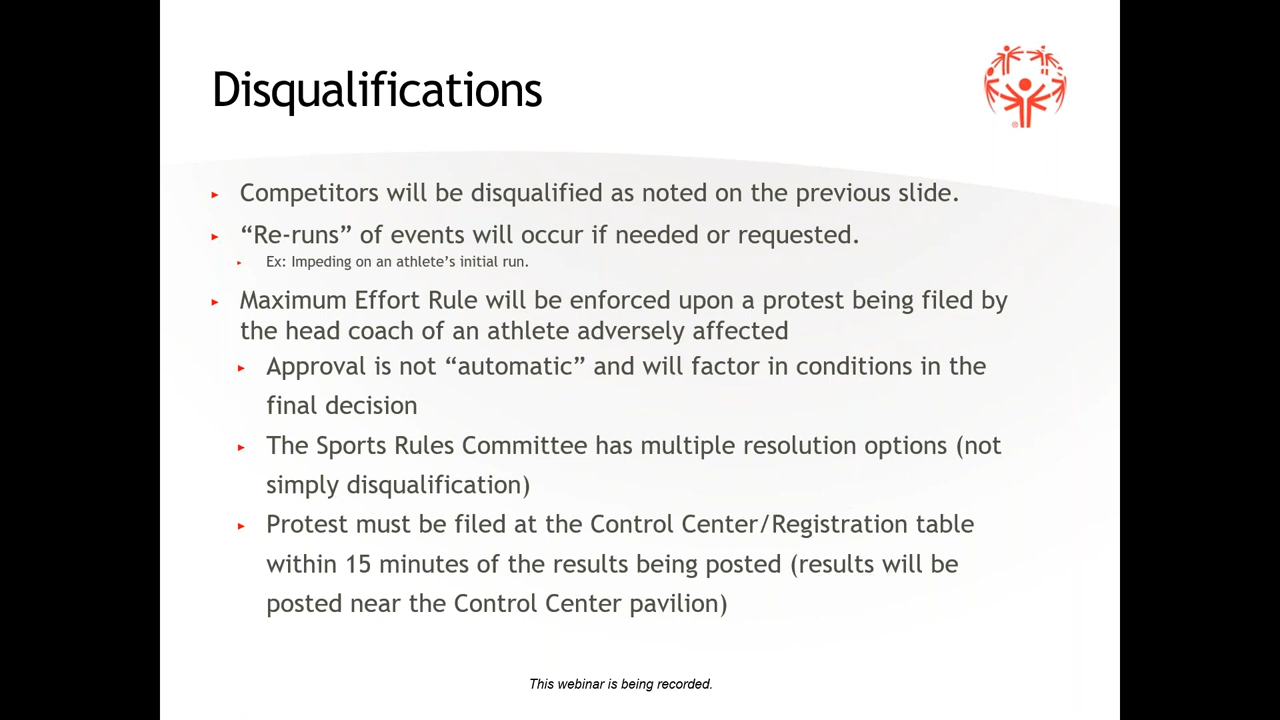 Disqualifications
Competitors will be disqualified as noted on the previous slide.
“Re-runs” of events will occur if needed or requested.
Ex: Impeding on an athlete’s initial run.
Maximum Effort Rule will be enforced upon a protest being filed by
the head coach of an athlete adversely affected
Approval is not “automatic” and will factor in conditions in the
final decision
The Sports Rules Committee has multiple resolution options (not
simply disqualification)
Protest must be filed at the Control Center/Registration table
within 15 minutes of the results being posted (results will be
posted near the Control Center pavilion)
This webinar is being recorded.